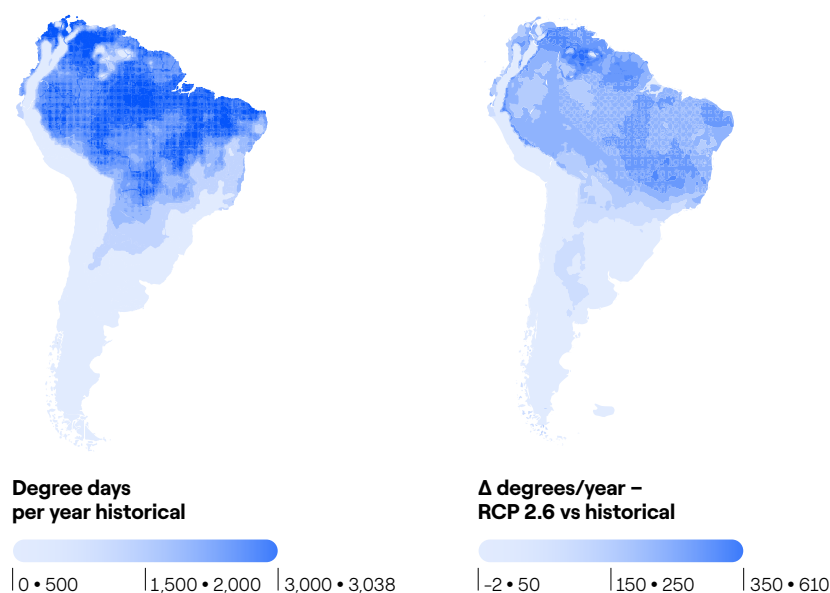 Degree days
per year historical
0 • 500
1,500 • 2,000
3,000 • 3,038
Δ degrees/year –
RCP 2.6 vs historical
-2 • 50
150 • 250
350 • 610